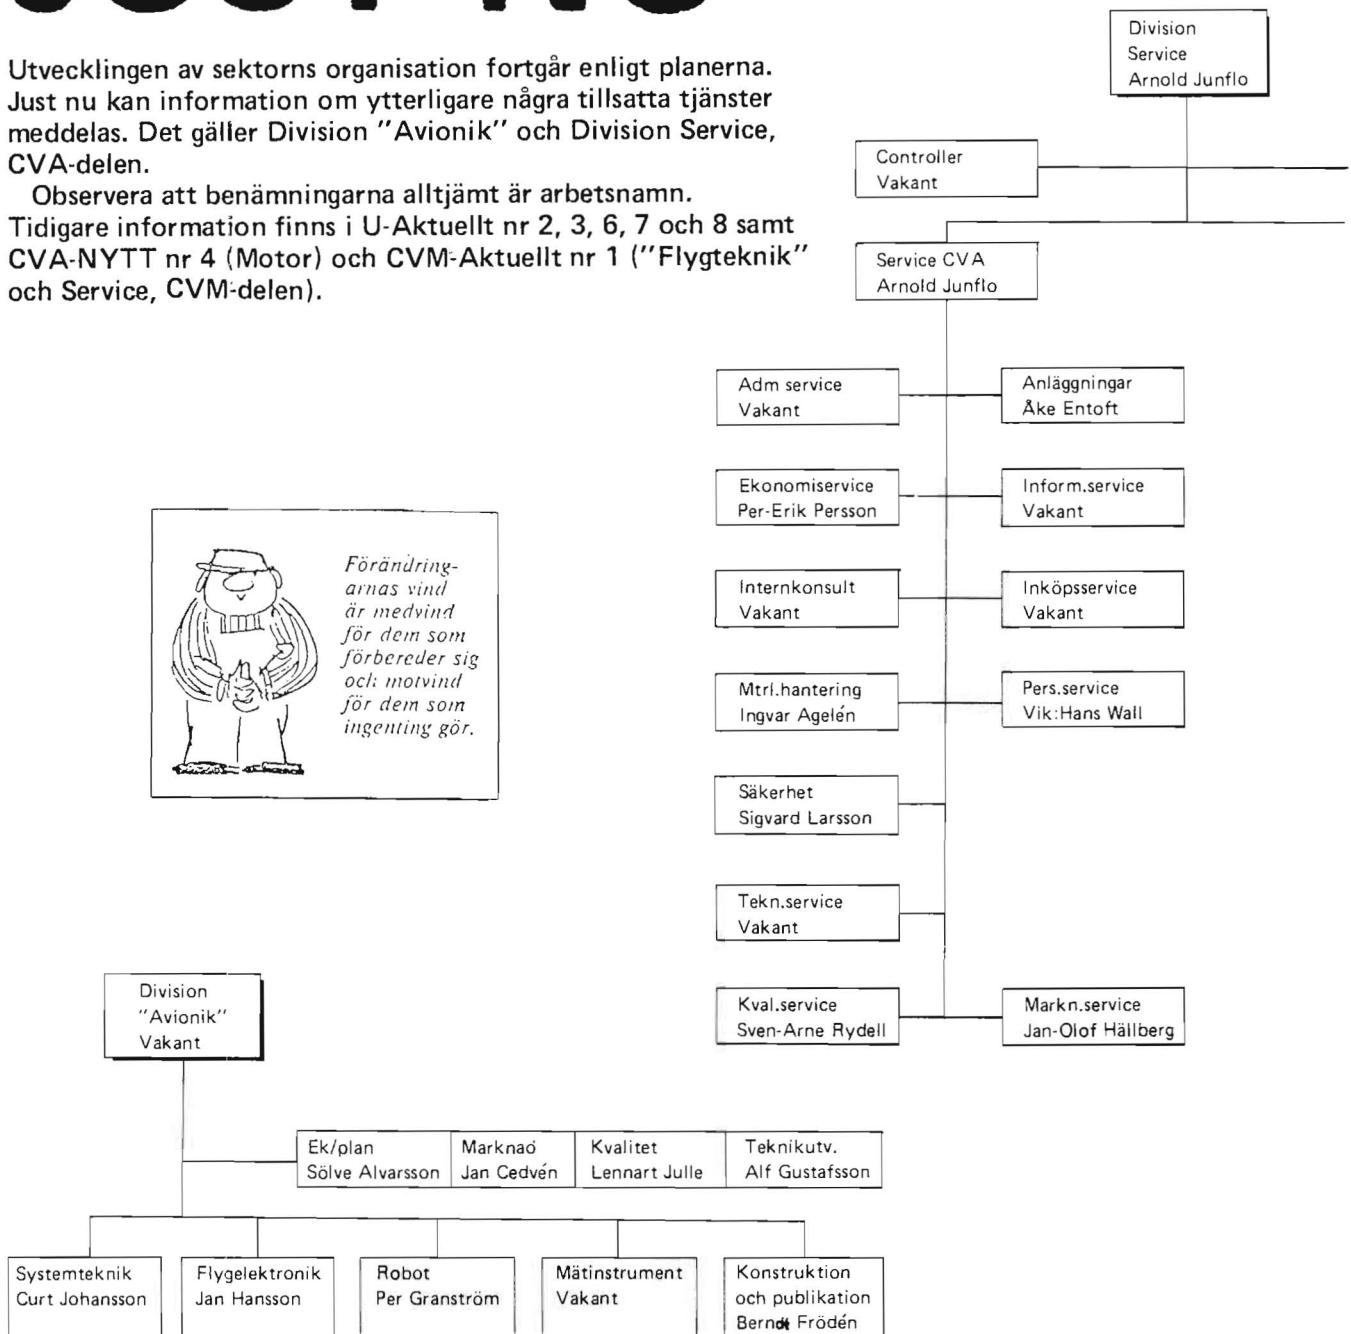 JUST NU
Utvecklingen av sektorns organisation fortgår enligt planerna.
Just nu kan information om ytterligare några tillsatta tjänster
meddelas. Det gäller Division "Avionik" och Division Service,
CVA-delen.
Observera att benämningarna alltjämt är arbetsnamn.
Tidigare information finns i U-Aktuellt nr 2, 3, 6, 7 och 8 samt
CVA-NYTT nr 4 (Motor) och CVM-Aktuellt nr 1 ("Flygteknik"
och Service, CVM-delen).
Division
Service
Arnold Junflo
Controller
Vakant
Service CVA
Arnold Junflo
Adm service
Vakant
Anläggningar
Åke Entoft
Ekonomiservice
Per-Erik Persson
Inform.service
Vakant
Internkonsult
Vakant
Inköpsservice
Vakant
Mtrl.hantering
Ingvar Agelén
Pers.service
Vik:Hans Wall
Säkerhet
Sigvard Larsson
Tekn.service
Vakant
Kval.service
Sven-Arne Rydell
Markn.service
Jan-Olof Hällberg
Förändring-
arnas vind
är medvind
för dem som
förbereder sig
och motvind
för dem som
ingenting gör.
Division
"Avionik"
Vakant
Ek/plan
Sölve Alvarsson
Marknad
Jan Cedvén
Kvalitet
Lennart Julle
Teknikutv.
Alf Gustafsson
Systemteknik
Curt Johansson
Flygelektronik
Jan Hansson
Robot
Per Granström
Mätinstrument
Vakant
Konstruktion
och publikation
Berndt Frödén